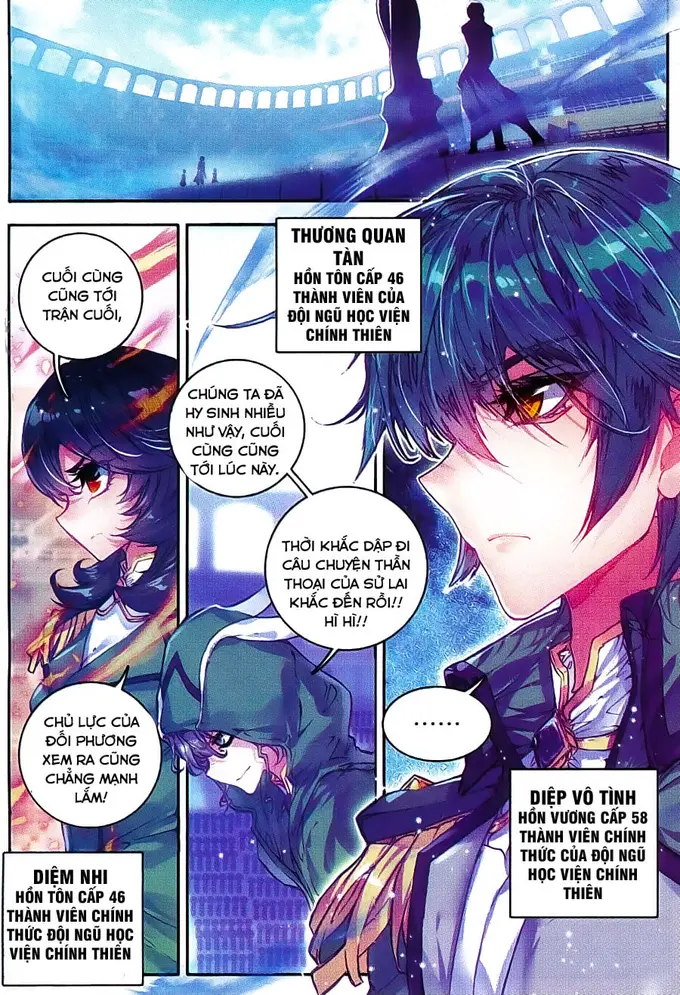 THƯƠNG QUAN
TÀN
HỒN TÔN CẤP 46
THÀNH VIÊN CỦA
ĐỘI NGŨ HỌC VIỆN
CHÍNH THIÊN
CUỐI CÙNG
CŨNG TỚI
TRẬN CUỐI,
CHÚNG TA ĐÃ
HY SINH NHIỀU
NHƯ VẬY, CUỐI
CÙNG CŨNG
TỚI LÚC NÀY.
THỜI KHẮC DẬP ĐI
CÂU CHUYỆN THẦN
THOẠI CỦA SỬ LAI
KHẮC ĐẾN RỒI!!
HÌ HÌ!!
CHỦ LỰC CỦA
ĐỐI PHƯƠNG
XEM RA CŨNG
CHẲNG MẠNH
LẮM!
......
DIỆP VÔ TÌNH
HỒN VƯƠNG CẤP 58
THÀNH VIÊN CHÍNH
THỨC CỦA ĐỘI NGŨ
HỌC VIỆN CHÍNH
THIÊN
DIỆM NHI
HỒN TÔN CẤP 46
THÀNH VIÊN CHÍNH
THỨC ĐỘI NGŨ HỌC
VIỆN CHÍNH THIÊN